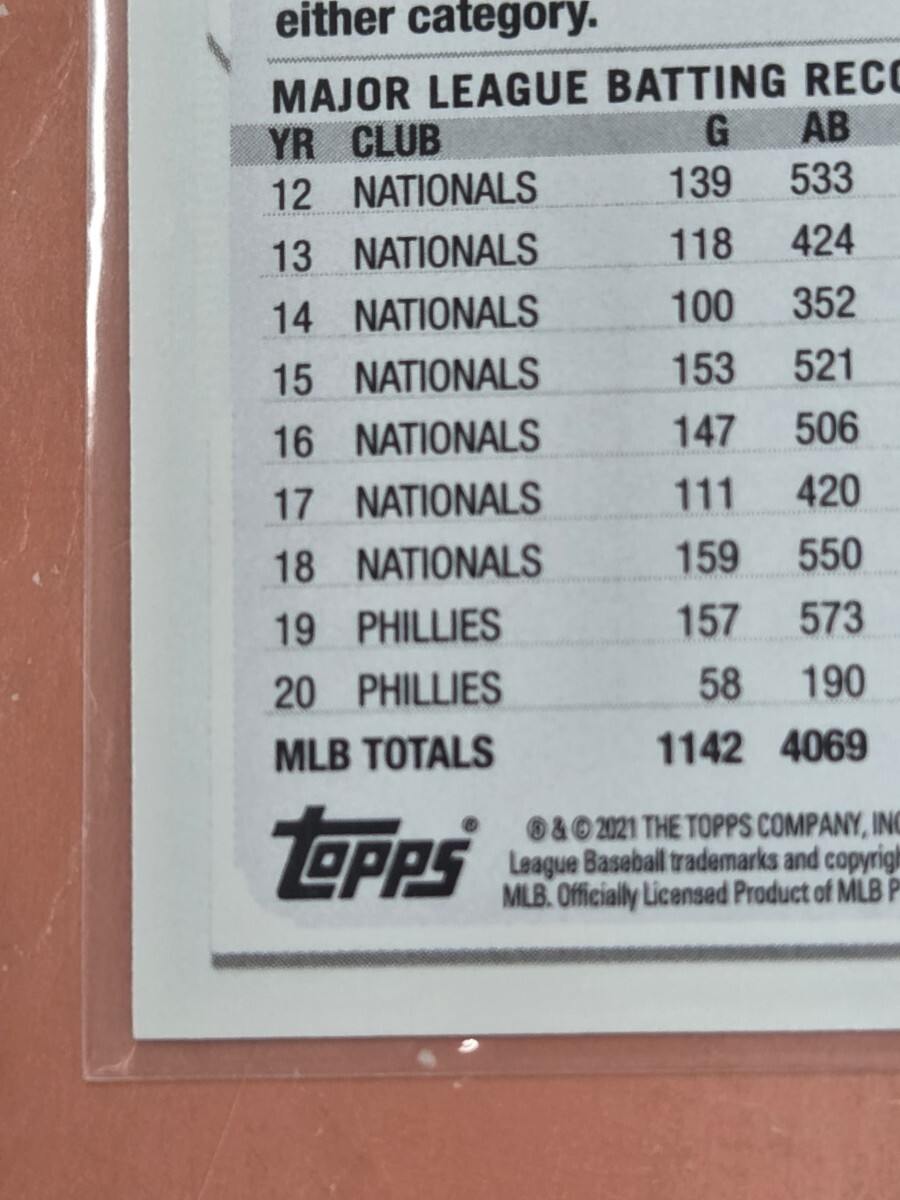 either category.
MAJOR LEAGUE BATTING RECO
YR CLUB G AB
12 NATIONALS 139 533
13 NATIONALS 118 424
14 NATIONALS 100 352
15 NATIONALS 153 521
16 NATIONALS 147 506
17 NATIONALS 111 420
18 NATIONALS 159 550
19 PHILLIES 157 573
20 PHILLIES 58 190
MLB TOTALS 1142 4069
topps® ® & © 2021 THE TOPPS COMPANY, INC
League Baseball trademarks and copyrigh
MLB. Officially Licensed Product of MLB P